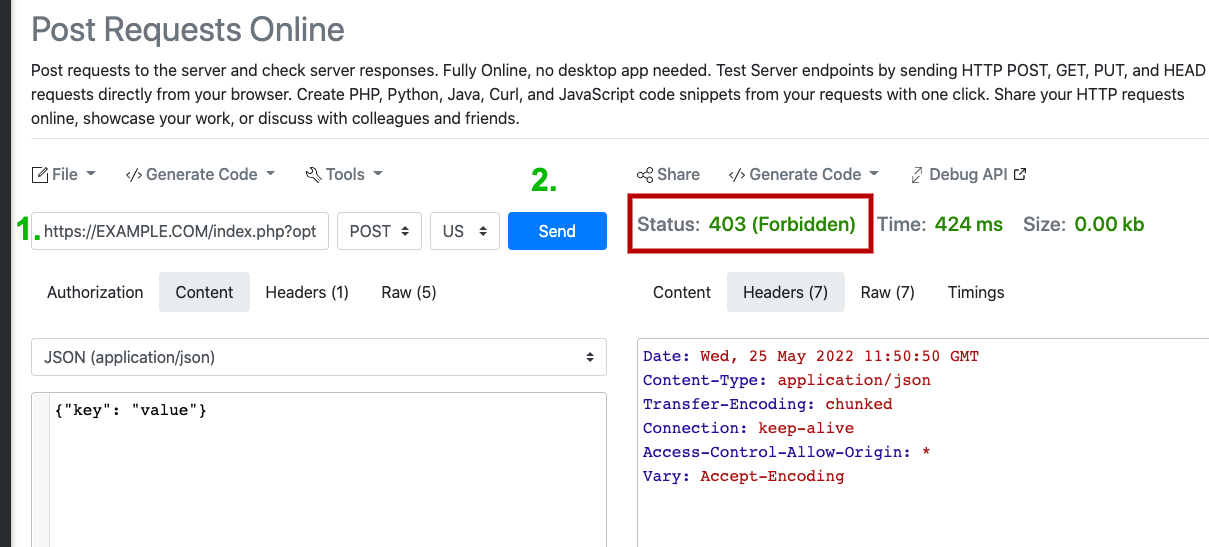 Post Requests Online
Post requests to the server and check server responses. Fully Online, no desktop app needed. Test Server endpoints by sending HTTP POST, GET, PUT, and HEAD
requests directly from your browser. Create PHP, Python, Java, Curl, and JavaScript code snippets from your requests with one click. Share your HTTP requests
online, showcase your work, or discuss with colleagues and friends.
File </> Generate Code Tools
2.
1. https://EXAMPLE.COM/index.php?opt POST US Send
Authorization Content Headers (1) Raw (5)
JSON (application/json)
{"key": "value"}
Share </> Generate Code Debug API
Status: 403 (Forbidden) Time: 424 ms Size: 0.00 kb
Content Headers (7) Raw (7) Timings
Date: Wed, 25 May 2022 11:50:50 GMT
Content-Type: application/json
Transfer-Encoding: chunked
Connection: keep-alive
Access-Control-Allow-Origin: *
Vary: Accept-Encoding